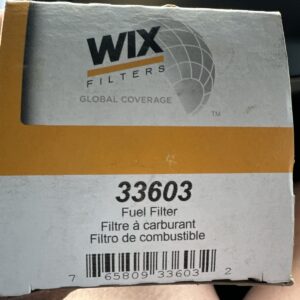 WIX
FILTERS
GLOBAL COVERAGE
TM
33603
Fuel Filter
Filtre à carburant
Filtro de combustible
7 65809 33603 2